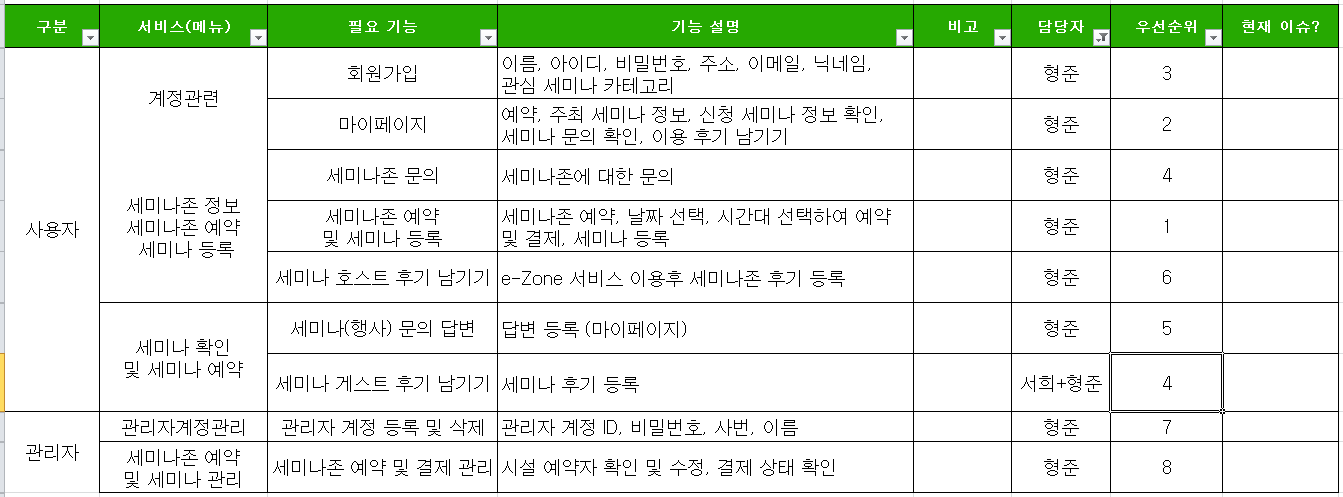 구분
서비스(메뉴)
필요 기능
기능 설명
비고
담당자
우선순위
현재 이슈?
사용자
계정관련
회원가입
이름, 아이디, 비밀번호, 주소, 이메일, 닉네임,
관심 세미나 카테고리
형준
3
마이페이지
예약, 주최 세미나 정보, 신청 세미나 정보 확인,
세미나 문의 확인, 이용 후기 남기기
형준
2
세미나존 정보
세미나존 예약
세미나 등록
세미나존 문의
세미나존에 대한 문의
형준
4
세미나존 예약
및 세미나 등록
세미나존 예약, 날짜 선택, 시간대 선택하여 예약
및 결제, 세미나 등록
형준
1
세미나 호스트 후기 남기기
e-Zone 서비스 이용후 세미나존 후기 등록
형준
6
세미나 확인
및 세미나 예약
세미나(행사) 문의 답변
답변 등록 (마이페이지)
형준
5
세미나 게스트 후기 남기기
세미나 후기 등록
서희+형준
4
관리자
관리자계정관리
관리자 계정 등록 및 삭제
관리자 계정 ID, 비밀번호, 사번, 이름
형준
7
세미나존 예약
및 세미나 관리
세미나존 예약 및 결제 관리
시설 예약자 확인 및 수정, 결제 상태 확인
형준
8